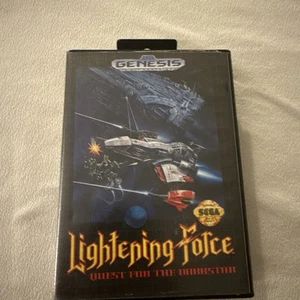 GENESIS
SEGA
Lightening Force
QUEST FOR THE DARKSTAR